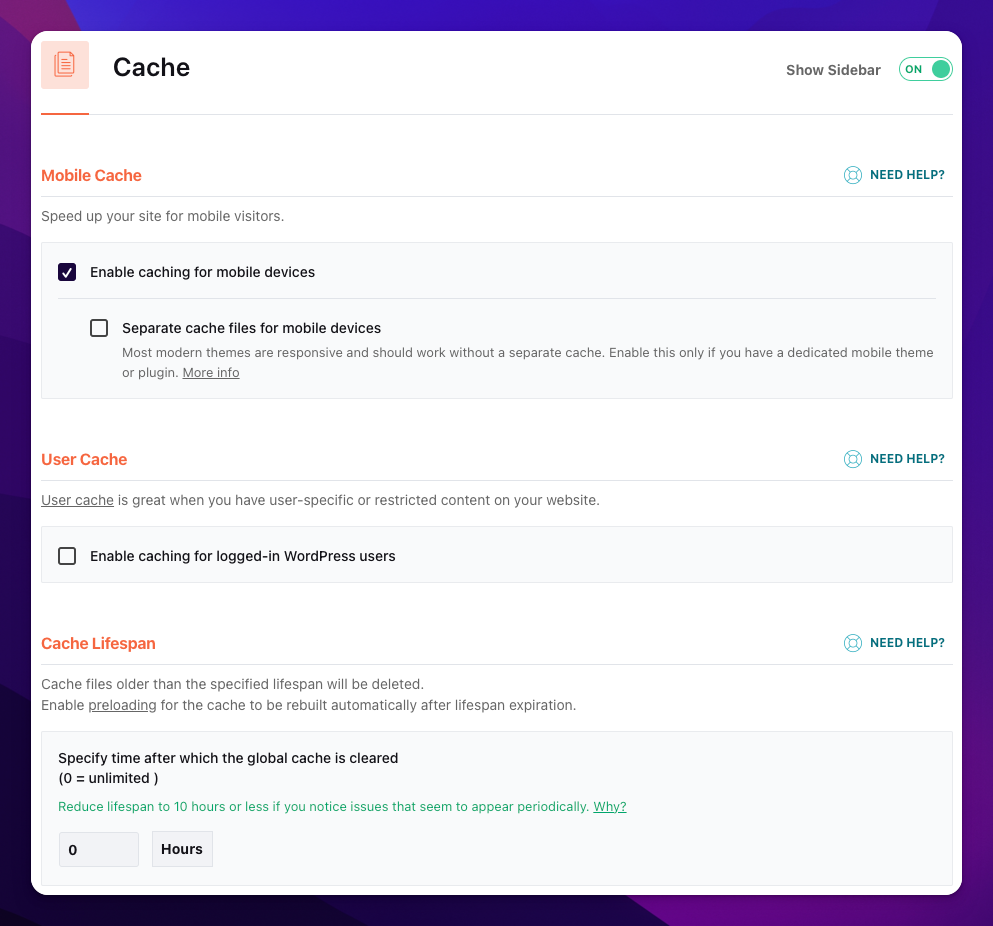 Cache
Show Sidebar
ON
Mobile Cache
NEED HELP?
Speed up your site for mobile visitors.
Enable caching for mobile devices
Separate cache files for mobile devices
Most modern themes are responsive and should work without a separate cache. Enable this only if you have a dedicated mobile theme
or plugin. More info
User Cache
NEED HELP?
User cache is great when you have user-specific or restricted content on your website.
Enable caching for logged-in WordPress users
Cache Lifespan
NEED HELP?
Cache files older than the specified lifespan will be deleted.
Enable preloading for the cache to be rebuilt automatically after lifespan expiration.
Specify time after which the global cache is cleared
(0 = unlimited )
Reduce lifespan to 10 hours or less if you notice issues that seem to appear periodically. Why?
0
Hours